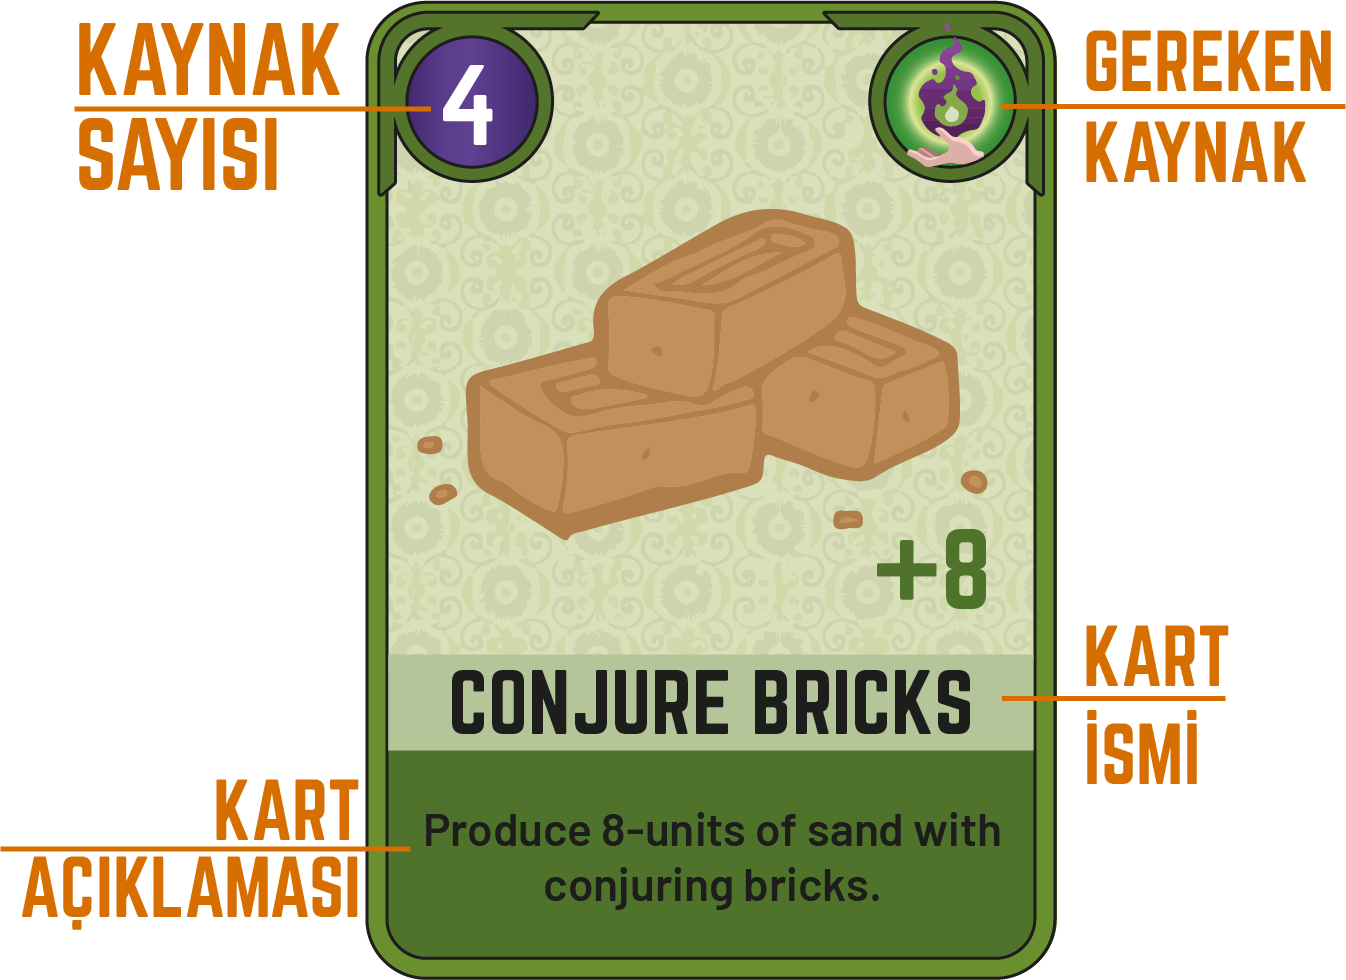 KAYNAK
SAYISI
4
GEREKEN
KAYNAK
+8
CONJURE BRICKS
KART
İSMİ
KART
AÇIKLAMASI
Produce 8-units of sand with
conjuring bricks.